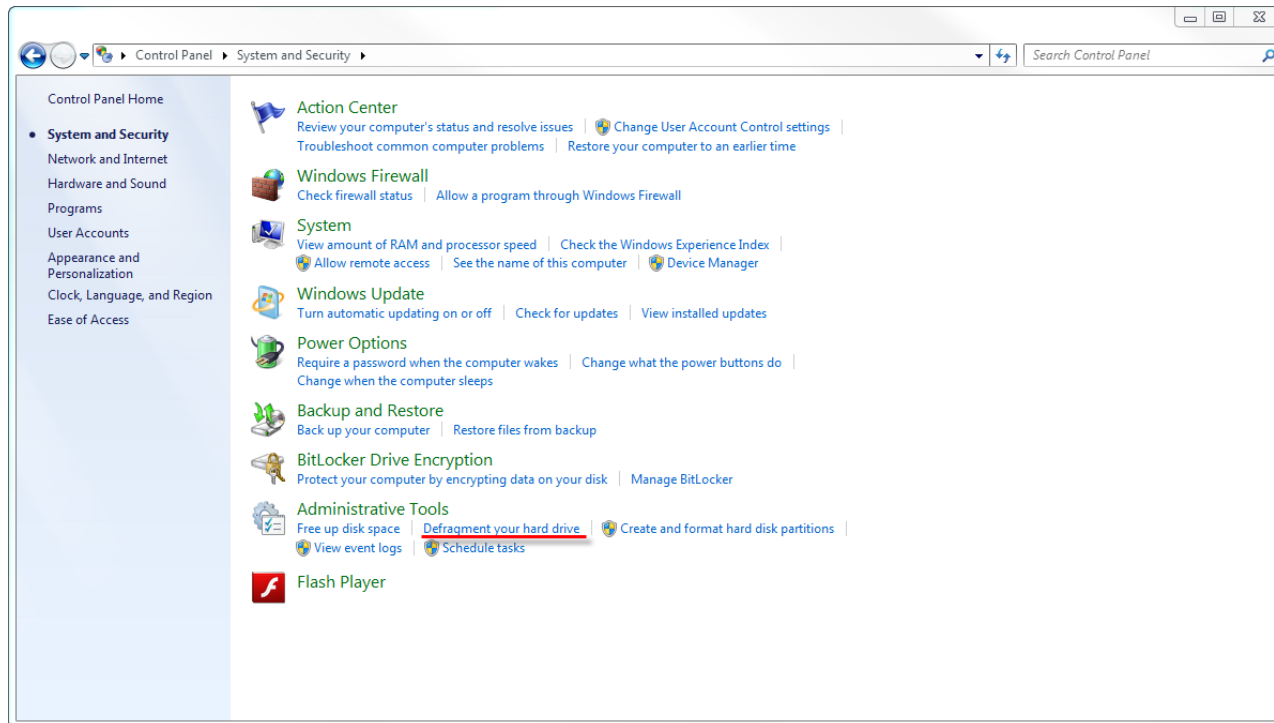 Control Panel System and Security
Search Control Panel
Control Panel Home
System and Security
Network and Internet
Hardware and Sound
Programs
User Accounts
Appearance and
Personalization
Clock, Language, and Region
Ease of Access
Action Center
Review your computer's status and resolve issues Change User Account Control settings
Troubleshoot common computer problems Restore your computer to an earlier time
Windows Firewall
Check firewall status Allow a program through Windows Firewall
System
View amount of RAM and processor speed Check the Windows Experience Index
Allow remote access See the name of this computer Device Manager
Windows Update
Turn automatic updating on or off Check for updates View installed updates
Power Options
Require a password when the computer wakes Change what the power buttons do
Change when the computer sleeps
Backup and Restore
Back up your computer Restore files from backup
BitLocker Drive Encryption
Protect your computer by encrypting data on your disk Manage BitLocker
Administrative Tools
Free up disk space Defragment your hard drive Create and format hard disk partitions
View event logs Schedule tasks
Flash Player